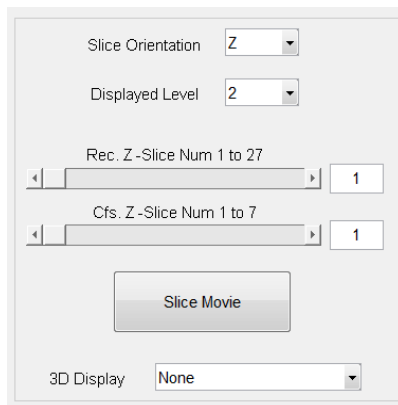 Slice Orientation Z
Displayed Level 2
Rec. Z -Slice Num 1 to 27
1
Cfs. Z -Slice Num 1 to 7
1
Slice Movie
3D Display None